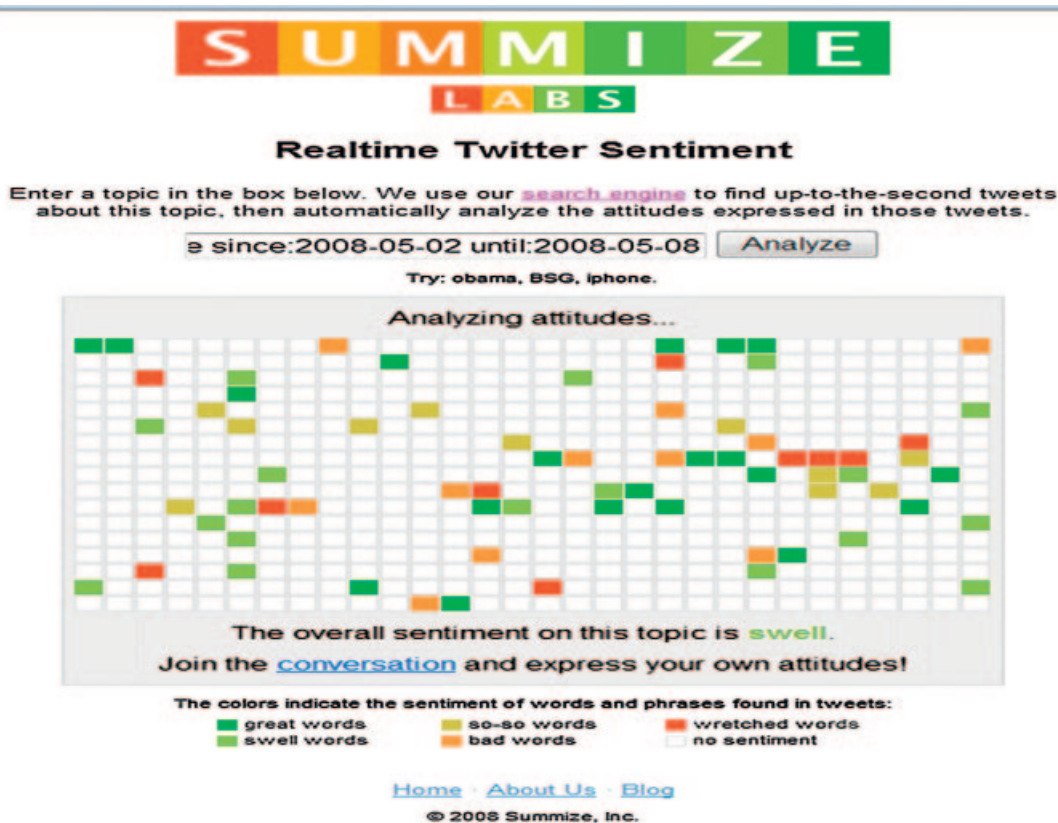 SUMMIZE
LABS
Realtime Twitter Sentiment
Enter a topic in the box below. We use our search engine to find up-to-the-second tweets
about this topic, then automatically analyze the attitudes expressed in those tweets.
e since:2008-05-02 until:2008-05-08 Analyze
Try: obama, BSG, iphone.
Analyzing attitudes...
The overall sentiment on this topic is swell.
Join the conversation and express your own attitudes!
The colors indicate the sentiment of words and phrases found in tweets:
great words so-so words wretched words
swell words bad words no sentiment
Home · About Us · Blog
© 2008 Summize, Inc.